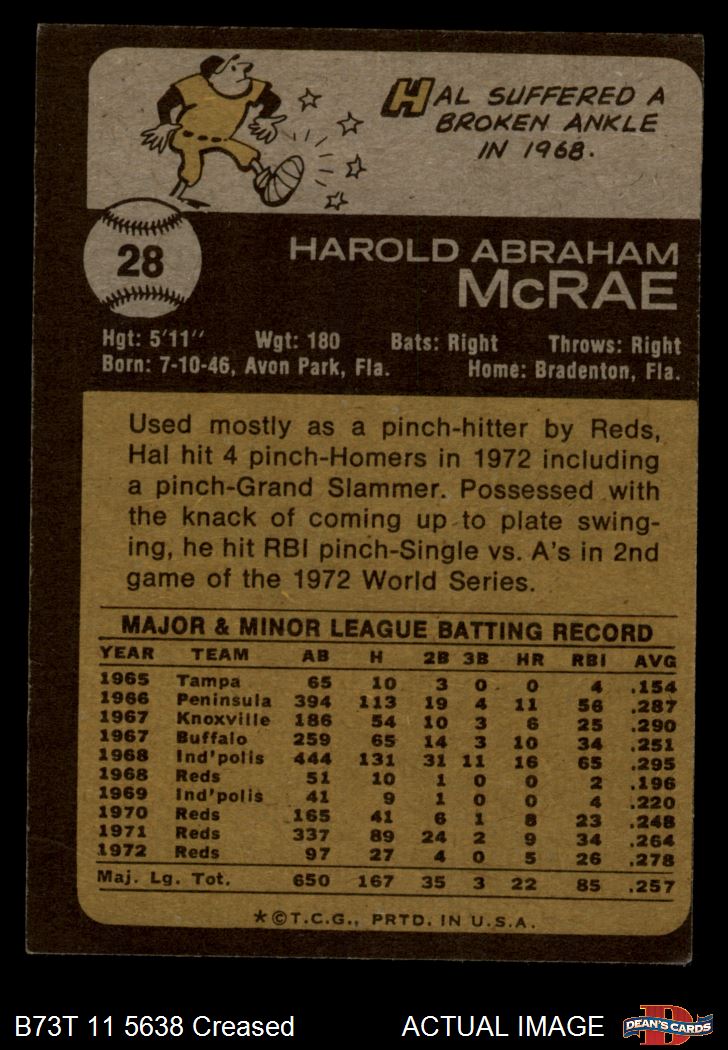 HAL SUFFERED A
BROKEN ANKLE
IN 1968.
28
HAROLD ABRAHAM
McRAE
Hgt: 5'11" Wgt: 180 Bats: Right Throws: Right
Born: 7-10-46, Avon Park, Fla. Home: Bradenton, Fla.
Used mostly as a pinch-hitter by Reds,
Hal hit 4 pinch-Homers in 1972 including
a pinch-Grand Slammer. Possessed with
the knack of coming up to plate swing-
ing, he hit RBI pinch-Single vs. A's in 2nd
game of the 1972 World Series.
MAJOR & MINOR LEAGUE BATTING RECORD
YEAR TEAM AB H 2B 3B HR RBI AVG
1965 Tampa 65 10 3 0 0 4 .154
1966 Peninsula 394 113 19 4 11 56 .287
1967 Knoxville 186 54 10 3 6 25 .290
1967 Buffalo 259 65 14 3 10 34 .251
1968 Ind'polis 444 131 31 11 16 65 .295
1968 Reds 51 10 1 0 0 2 .196
1969 Ind'polis 41 9 1 0 0 4 .220
1970 Reds 165 41 6 1 8 23 .248
1971 Reds 337 89 24 2 9 34 .264
1972 Reds 97 27 4 0 5 26 .278
Maj. Lg. Tot. 650 167 35 3 22 85 .257
*©T.C.G., PRTD. IN U.S.A.
B73T 11 5638 Creased ACTUAL IMAGE
D
DEAN'S CARDS